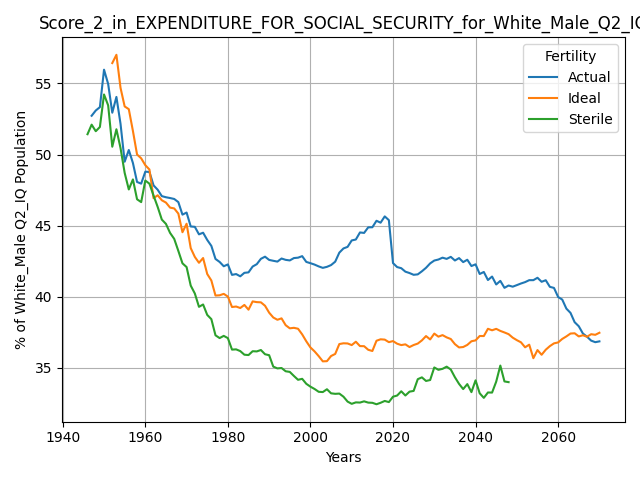 Score_2_in_EXPENDITURE_FOR_SOCIAL_SECURITY_for_White_Male_Q2_IQ
Fertility
Actual
Ideal
Sterile
% of White_Male Q2_IQ Population
55
50
45
40
35
1940 1960 1980 2000 2020 2040 2060
Years